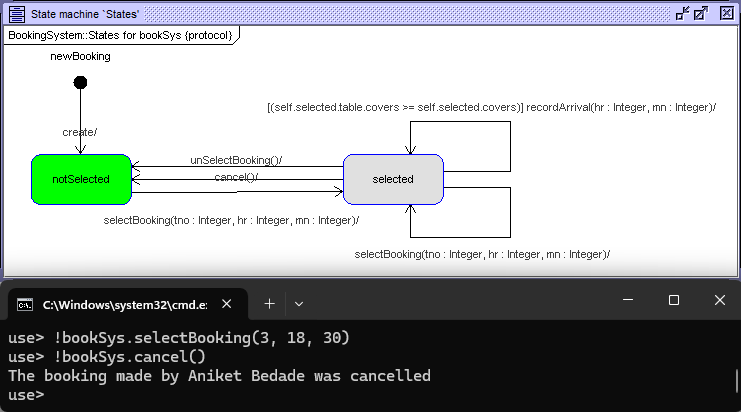 State machine `States'
BookingSystem::States for bookSys {protocol}
newBooking
[(self.selected.table.covers >= self.selected.covers)] recordArrival(hr : Integer, mn : Integer)/
create/
unSelectBooking()/
notSelected
cancel()/
selected
selectBooking(tno : Integer, hr : Integer, mn : Integer)/
selectBooking(tno : Integer, hr : Integer, mn : Integer)/
C:\Windows\system32\cmd.e:
use> !bookSys.selectBooking(3, 18, 30)
use> !bookSys.cancel()
The booking made by Aniket Bedade was cancelled
use>